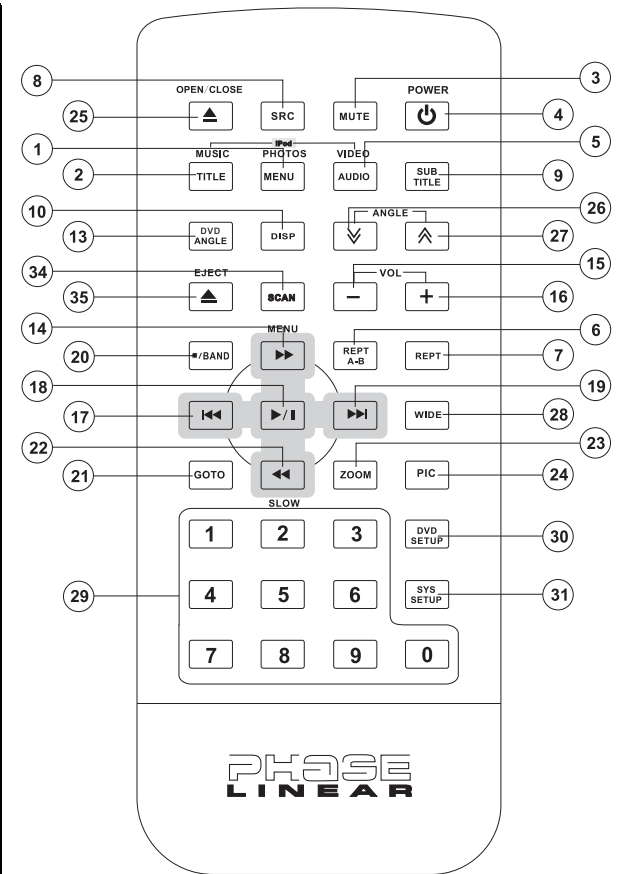 8 3
OPEN/CLOSE POWER
25 SRC MUTE 4
1 iPod 5
MUSIC PHOTOS VIDEO
2 TITLE MENU AUDIO SUB TITLE 9
10 ANGLE 26
13 DVD ANGLE DISP 27
34 EJECT VOL 15
35 SCAN − + 16
14 MENU 6
20 ■/BAND REPT A-B REPT 7
18 19
17 WIDE 28
22 23
21 GOTO ZOOM PIC 24
SLOW
1 2 3 DVD SETUP 30
29 4 5 6 SYS SETUP 31
7 8 9 0
PHASE
LINEAR